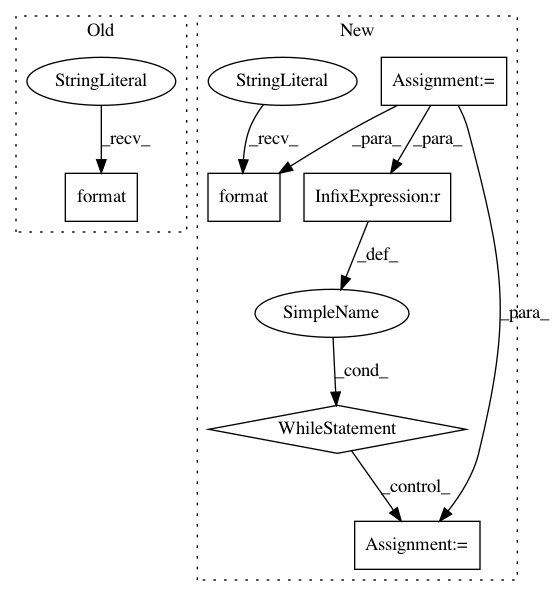 Old
New
StringLiteral
StringLiteral
Assignment:=
_recv_
_recv_
_para_
_para_
format
format
InfixExpression:r
_def_
SimpleName
_para_
_cond_
WhileStatement
_control_
Assignment:=